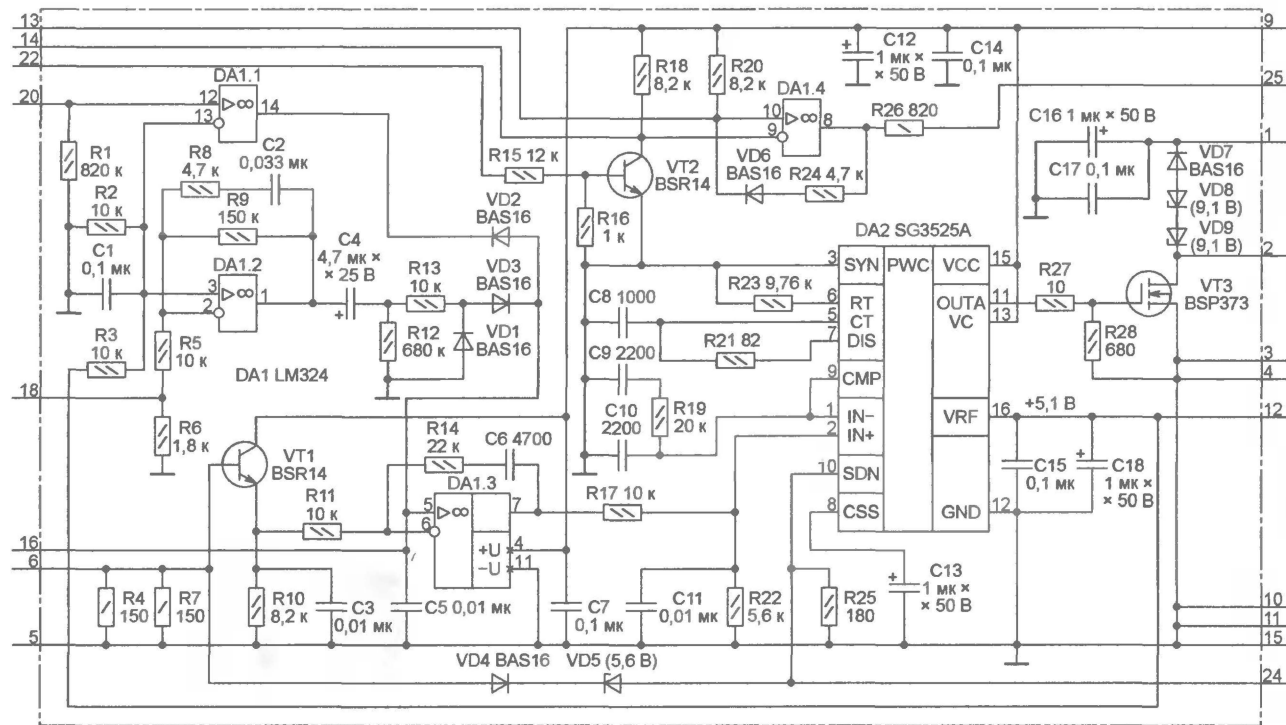 13
14
22
20
18
16
6
5
9
25
1
2
3
4
12
10
11
15
24
DA1.1
12
13
14
R1
820 к
R2
10 к
R8
4,7 к
C2
0,033 мк
R9
150 к
C1
0,1 мк
C4
4,7 мк ×
× 25 В
DA1.2
3
2
1
R3
10 к
R5
10 к
DA1 LM324
R6
1,8 к
R13
10 к
R12
680 к
VD2
BAS16
VD3
BAS16
VD1
BAS16
R15 12 к
R18
8,2 к
R20
8,2 к
VT2
BSR14
R16
1 к
DA1.4
10
9
8
VD6
BAS16
R24 4,7 к
R26 820
C12
1 мк ×
× 50 В
C14
0,1 мк
C16 1 мк × 50 В
C17 0,1 мк
VD7
BAS16
VD8
(9,1 В)
VD9
(9,1 В)
DA2 SG3525A
3
6
5
7
9
1
2
10
8
SYN
RT
CT
DIS
CMP
IN–
IN+
SDN
CSS
PWC
VCC
OUTA
VC
VRF
GND
15
11
13
16
12
R27
10
R28
680
VT3
BSP373
R23 9,76 к
C8 1000
R21 82
C9 2200
C10
2200
R19
20 к
+5,1 В
C15
0,1 мк
C18
1 мк ×
× 50 В
VT1
BSR14
R14
22 к
C6 4700
R11
10 к
DA1.3
5
6
7
+U
–U
4
11
R17 10 к
R4
150
R7
150
R10
8,2 к
C3
0,01 мк
C5 0,01 мк
C7
0,1 мк
C11
0,01 мк
R22
5,6 к
R25
180
C13
1 мк ×
× 50 В
VD4 BAS16
VD5 (5,6 В)